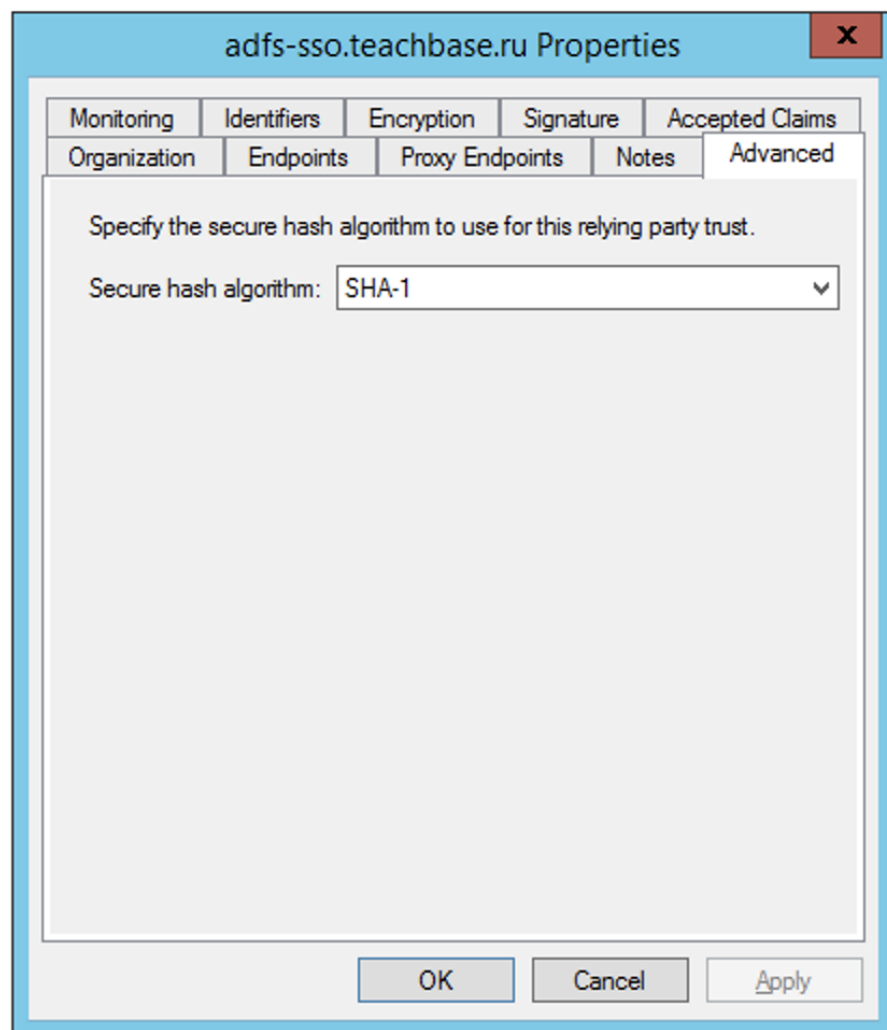 adfs-sso.teachbase.ru Properties
Monitoring Identifiers Encryption Signature Accepted Claims
Organization Endpoints Proxy Endpoints Notes Advanced
Specify the secure hash algorithm to use for this relying party trust.
Secure hash algorithm: SHA-1
OK Cancel Apply